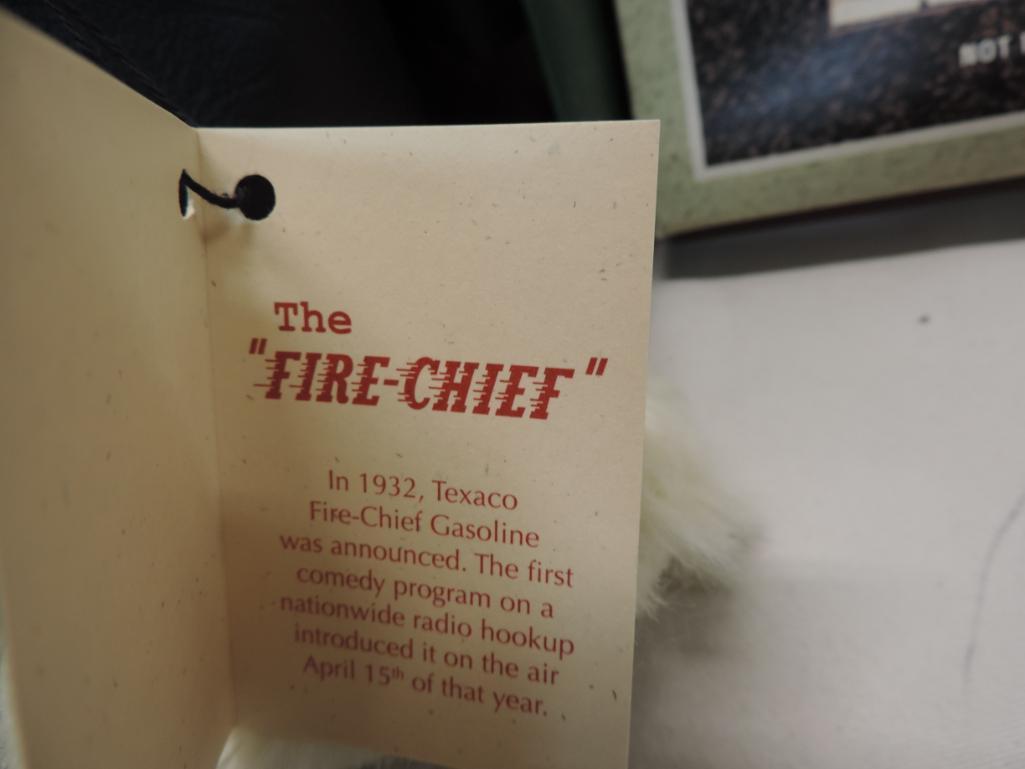 NOT
The
"FIRE-CHIEF"
In 1932, Texaco
Fire-Chief Gasoline
was announced. The first
comedy program on a
nationwide radio hookup
introduced it on the air
April 15th of that year.